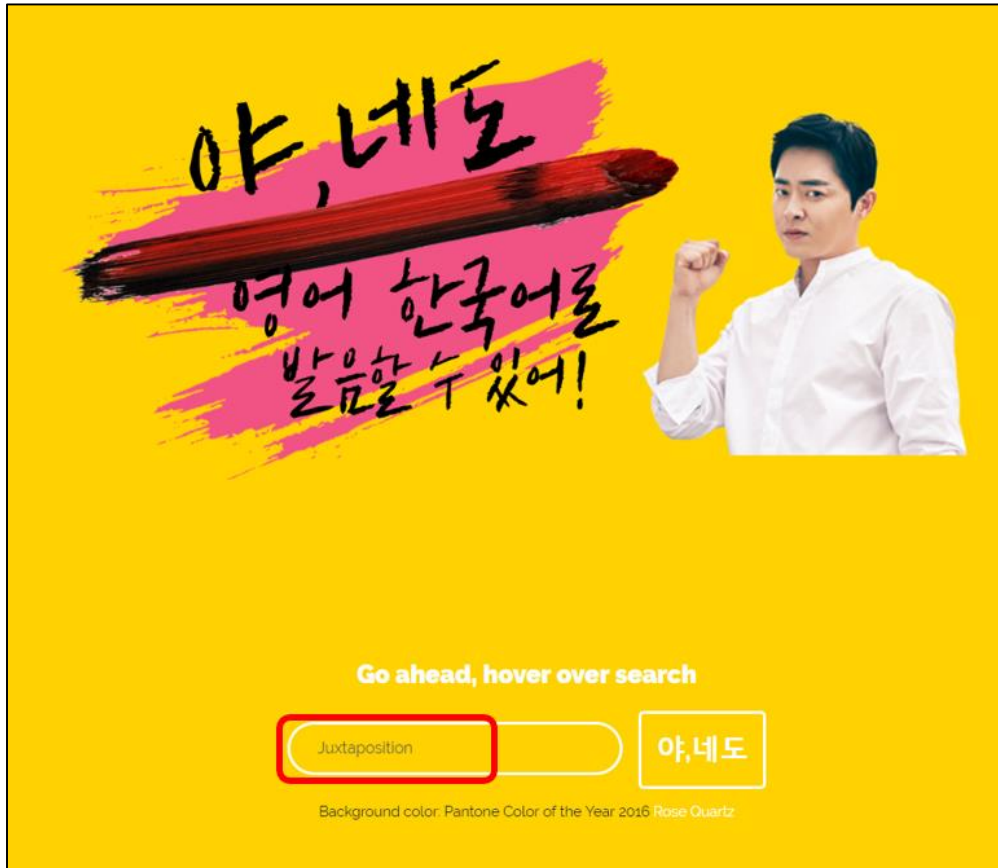 야, 네도
영어 한국어로
발음할 수 있어!
Go ahead, hover over search
Juxtaposition
야,네도
Background color: Pantone Color of the Year 2016 Rose Quartz